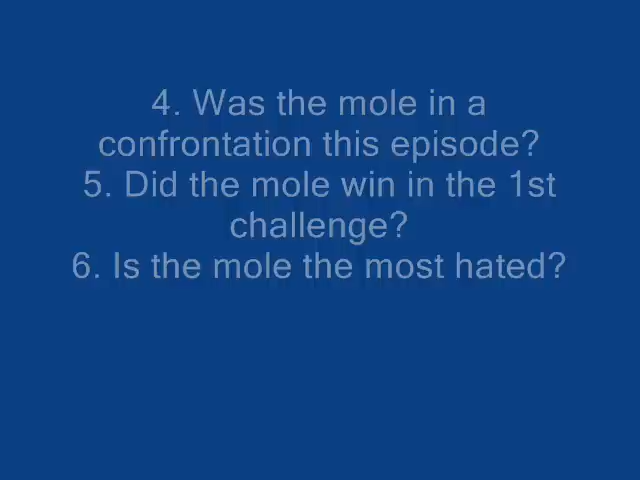 4. Was the mole in a
confrontation this episode?
5. Did the mole win in the 1st
challenge?
6. Is the mole the most hated?